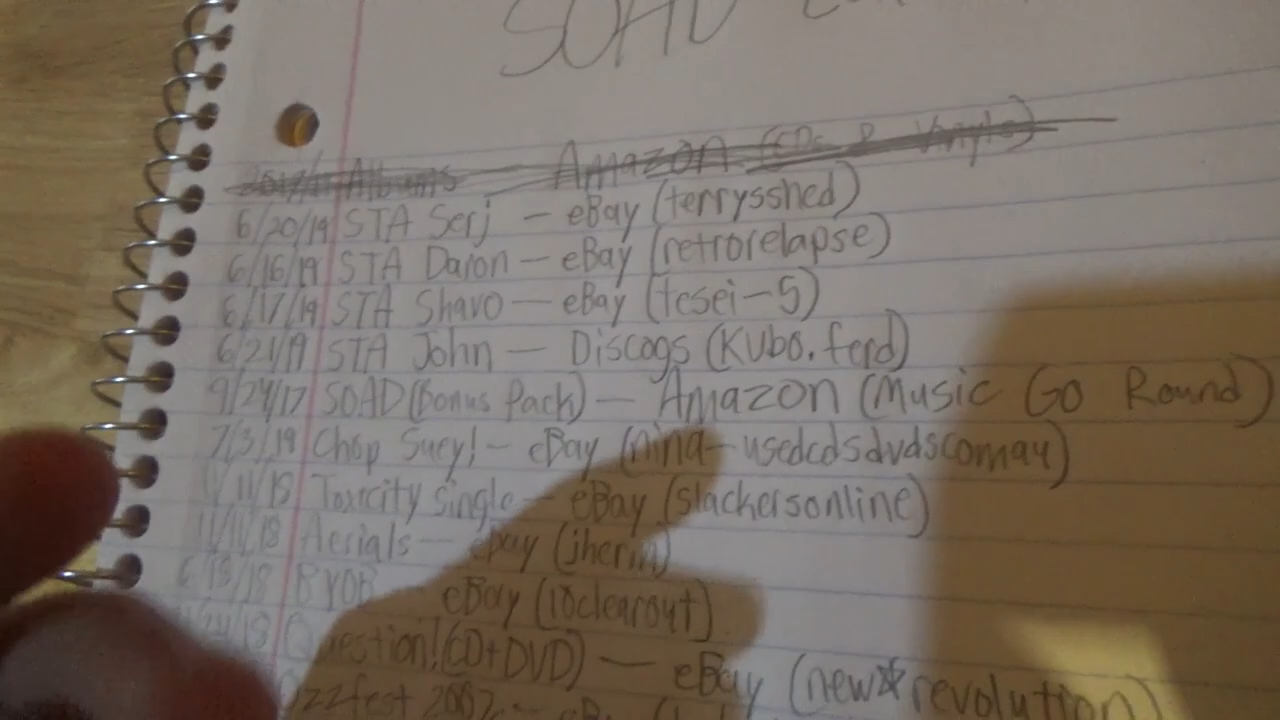 SOAD
Amazon (CDs & Vinyls)
6/20/19 STA Serj - eBay (terrysshed)
6/16/19 STA Daron - eBay (retrorelapse)
6/17/19 STA Shavo - eBay (tesei-5)
6/21/19 STA John - Discogs (Kubo.ferd)
9/24/17 SOAD (Bonus Pack) - Amazon (Music Go Round)
7/3/19 Chop Suey! - eBay (nina-usedcdsdvdscomau)
Toxicity single - eBay (slackersonline)
11/11/18 Aerials - eBay (jherm)
BYOB eBay (10clearout)
Question! (CD+DVD) - eBay (new*revolution)
2002 -